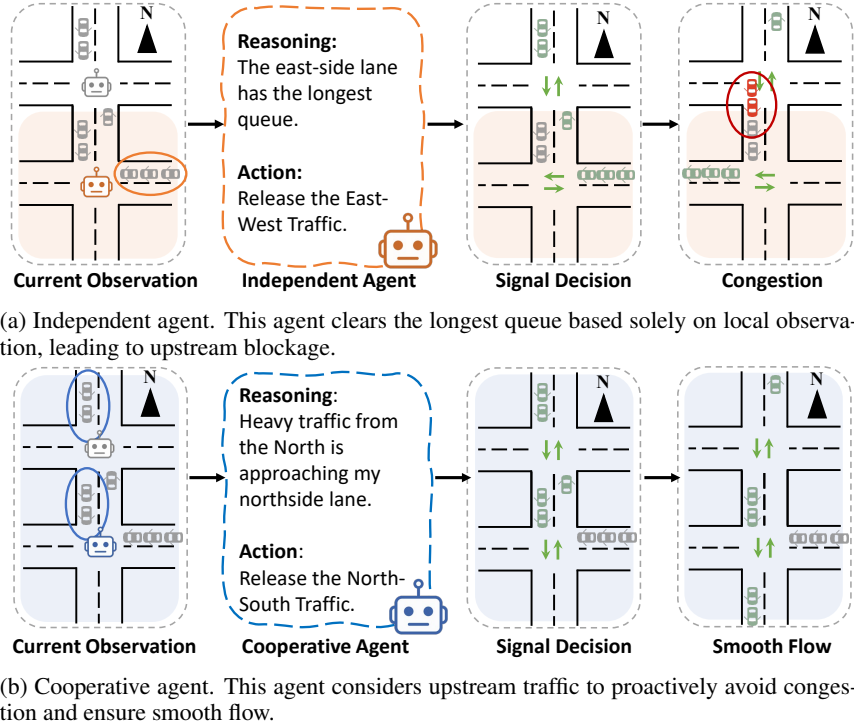 N
Reasoning:
The east-side lane
has the longest
queue.
Action:
Release the East-
West Traffic.
N
N
Current Observation
Independent Agent
Signal Decision
Congestion
(a) Independent agent. This agent clears the longest queue based solely on local observa-
tion, leading to upstream blockage.
N
Reasoning:
Heavy traffic from
the North is
approaching my
northside lane.
Action:
Release the North-
South Traffic.
N
N
Current Observation
Cooperative Agent
Signal Decision
Smooth Flow
(b) Cooperative agent. This agent considers upstream traffic to proactively avoid conges-
tion and ensure smooth flow.